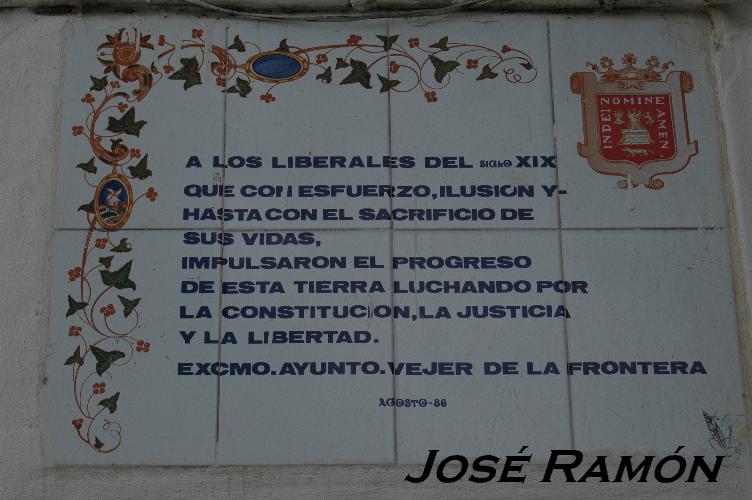 IN DEI NOMINE AMEN
A LOS LIBERALES DEL SIGLO XIX
QUE CON ESFUERZO, ILUSION Y-
HASTA CON EL SACRIFICIO DE
SUS VIDAS,
IMPULSARON EL PROGRESO
DE ESTA TIERRA LUCHANDO POR
LA CONSTITUCION, LA JUSTICIA
Y LA LIBERTAD.
EXCMO. AYUNTO. VEJER DE LA FRONTERA
AGOSTO-86
JOSÉ RAMÓN